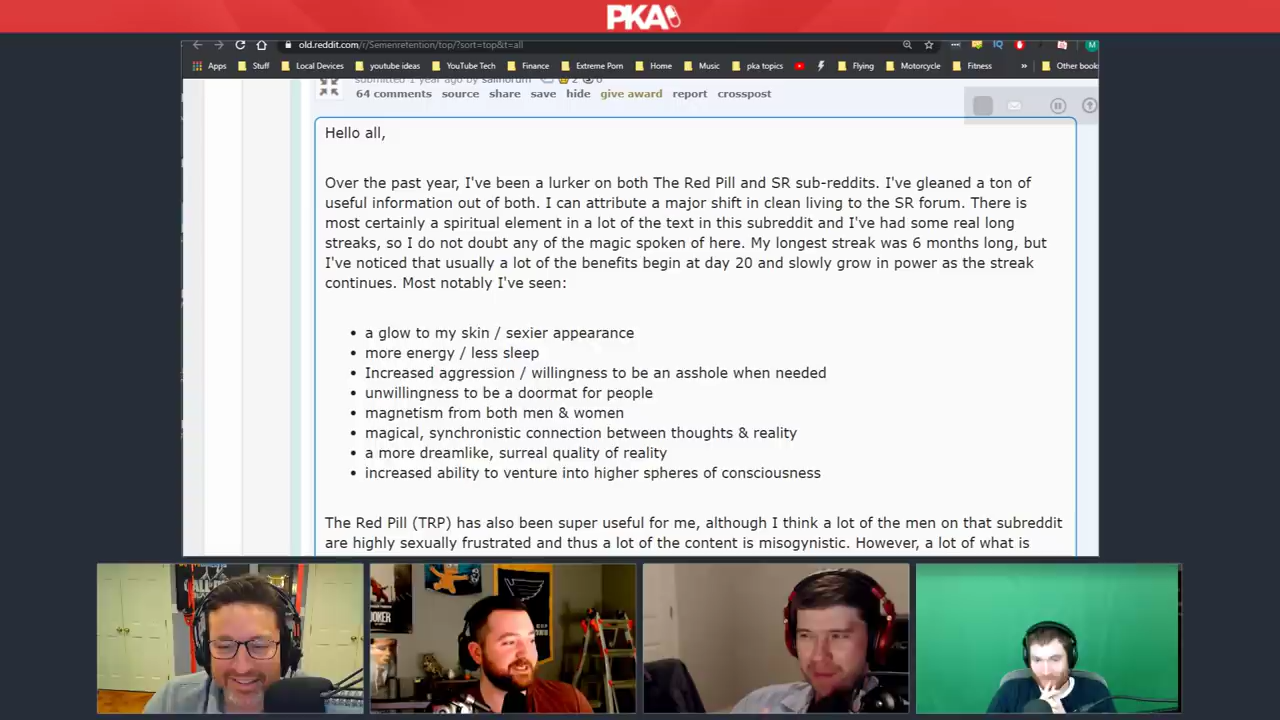 PKA
old.reddit.com/r/Semenretention/top/?sort=top&t=all
M
Apps Stuff Local Devices youtube ideas YouTube Tech Finance Extreme Porn Home Music pka topics Flying Motorcycle Fitness » Other book
submitted 1 year ago by
64 comments source share save hide give award report crosspost
Hello all,
Over the past year, I've been a lurker on both The Red Pill and SR sub-reddits. I've gleaned a ton of
useful information out of both. I can attribute a major shift in clean living to the SR forum. There is
most certainly a spiritual element in a lot of the text in this subreddit and I've had some real long
streaks, so I do not doubt any of the magic spoken of here. My longest streak was 6 months long, but
I've noticed that usually a lot of the benefits begin at day 20 and slowly grow in power as the streak
continues. Most notably I've seen:
• a glow to my skin / sexier appearance
• more energy / less sleep
• Increased aggression / willingness to be an asshole when needed
• unwillingness to be a doormat for people
• magnetism from both men & women
• magical, synchronistic connection between thoughts & reality
• a more dreamlike, surreal quality of reality
• increased ability to venture into higher spheres of consciousness
The Red Pill (TRP) has also been super useful for me, although I think a lot of the men on that subreddit
are highly sexually frustrated and thus a lot of the content is misogynistic. However, a lot of what is
JOKER